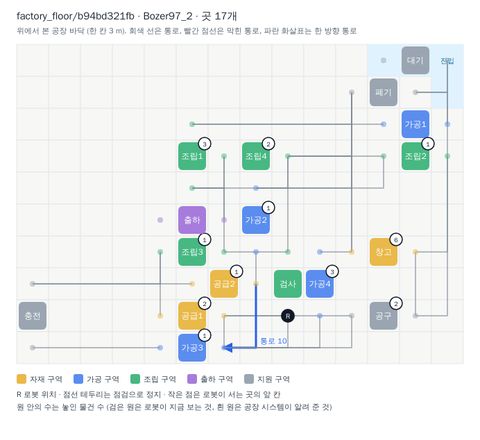 factory_floor/b94bd321fb · Bozer97_2 · 곳 17개
위에서 본 공장 바닥 (한 칸 3 m). 회색 선은 통로, 빨간 점선은 막힌 통로, 파란 화살표는 한 방향 통로
대기
진입
폐기
가공1
3
조립1
2
조립4
1
조립2
출하
1
가공2
1
조립3
6
창고
1
공급2
검사
3
가공4
충전
2
공급1
R
2
공구
통로 10
1
가공3
자재 구역
가공 구역
조립 구역
출하 구역
지원 구역
R 로봇 위치 · 점선 테두리는 점검으로 정지 · 작은 점은 로봇이 서는 곳의 앞 칸
원 안의 수는 놓인 물건 수 (검은 원은 로봇이 지금 보는 것, 흰 원은 공장 시스템이 알려 준 것)